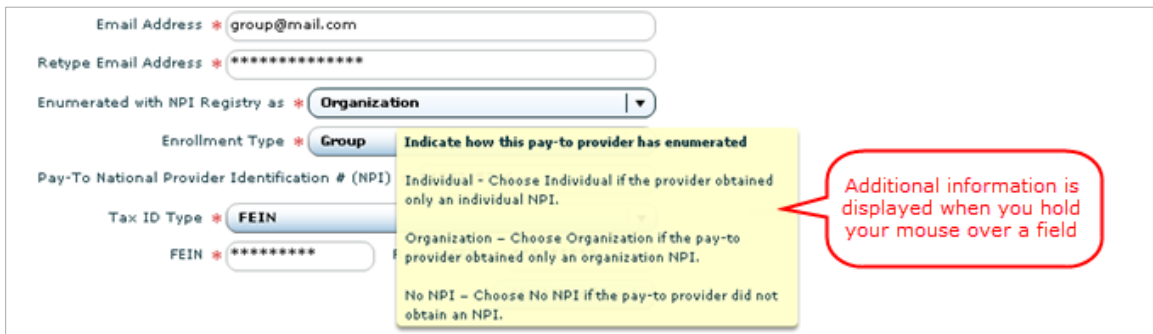 Email Address * group@mail.com
Retype Email Address * **************
Enumerated with NPI Registry as * Organization
Enrollment Type * Group
Indicate how this pay-to provider has enumerated
Pay-To National Provider Identification # (NPI)
Individual - Choose Individual if the provider obtained
only an individual NPI.
Tax ID Type * FEIN
Organization – Choose Organization if the pay-to
provider obtained only an organization NPI.
FEIN * *********
No NPI – Choose No NPI if the pay-to provider did not
obtain an NPI.
Additional information is
displayed when you hold
your mouse over a field